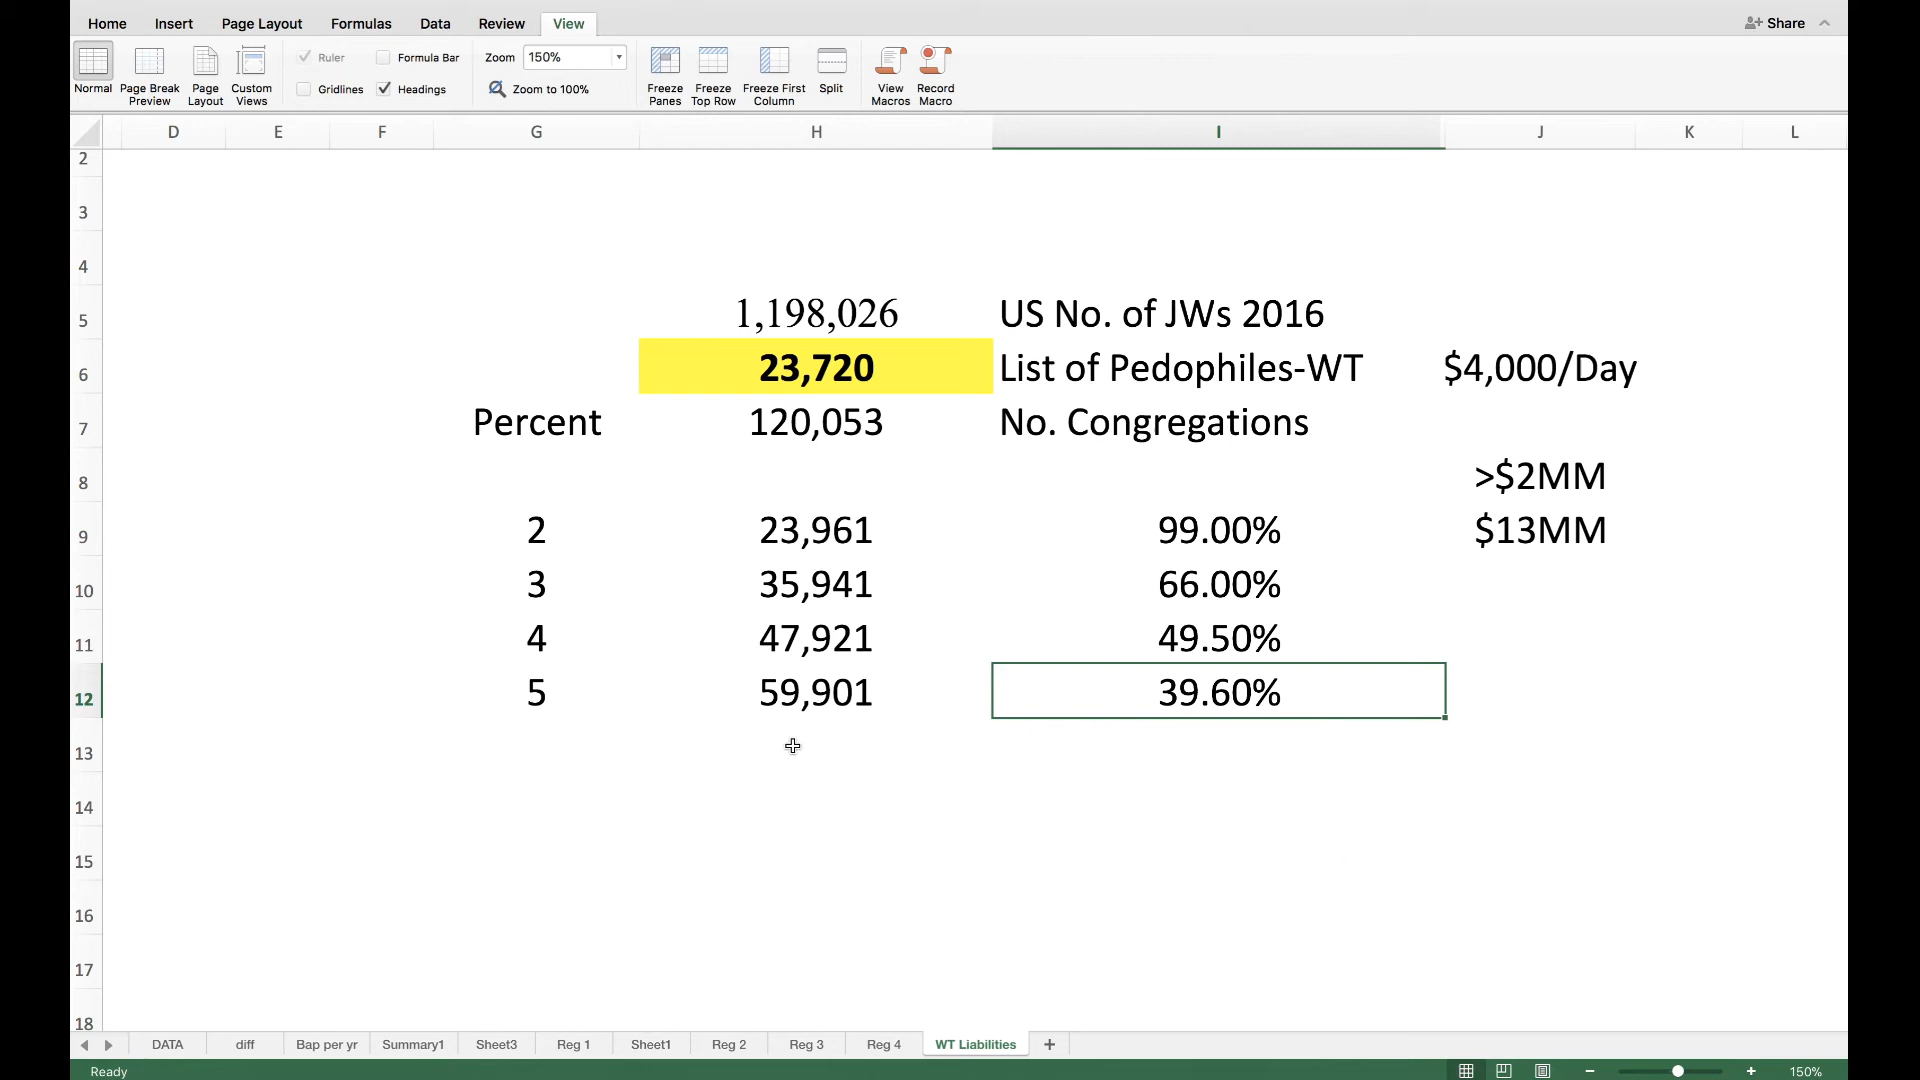 Home Insert Page Layout Formulas Data Review View Share
Ruler Formula Bar Zoom 150%
Gridlines Headings Zoom to 100%
Normal Page Break Preview Page Layout Custom Views Freeze Panes Freeze Top Row Freeze First Column Split View Macros Record Macro
D E F G H I J K L
2
3
4
5 1,198,026 US No. of JWs 2016
6 23,720 List of Pedophiles-WT $4,000/Day
7 Percent 120,053 No. Congregations
8 >$2MM
9 2 23,961 99.00% $13MM
10 3 35,941 66.00%
11 4 47,921 49.50%
12 5 59,901 39.60%
13
14
15
16
17
18
DATA diff Bap per yr Summary1 Sheet3 Reg 1 Sheet1 Reg 2 Reg 3 Reg 4 WT Liabilities +
Ready 150%